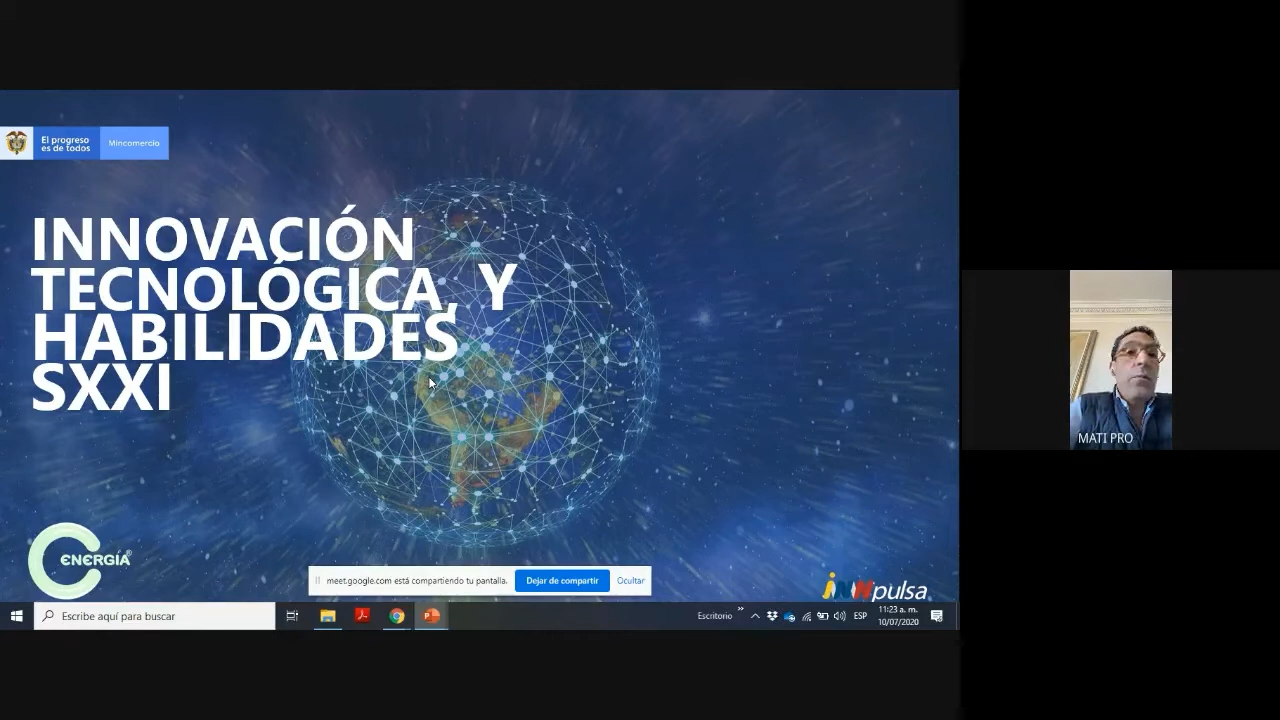 El progreso
es de todos
Mincomercio
INNOVACIÓN
TECNOLÓGICA, Y
HABILIDADES
SXXI
ENERGÍA®
iNNpulsa
meet.google.com está compartiendo tu pantalla.
Dejar de compartir
Ocultar
Escribe aquí para buscar
Escritorio
ESP
11:23 a. m.
10/07/2020
MATI PRO